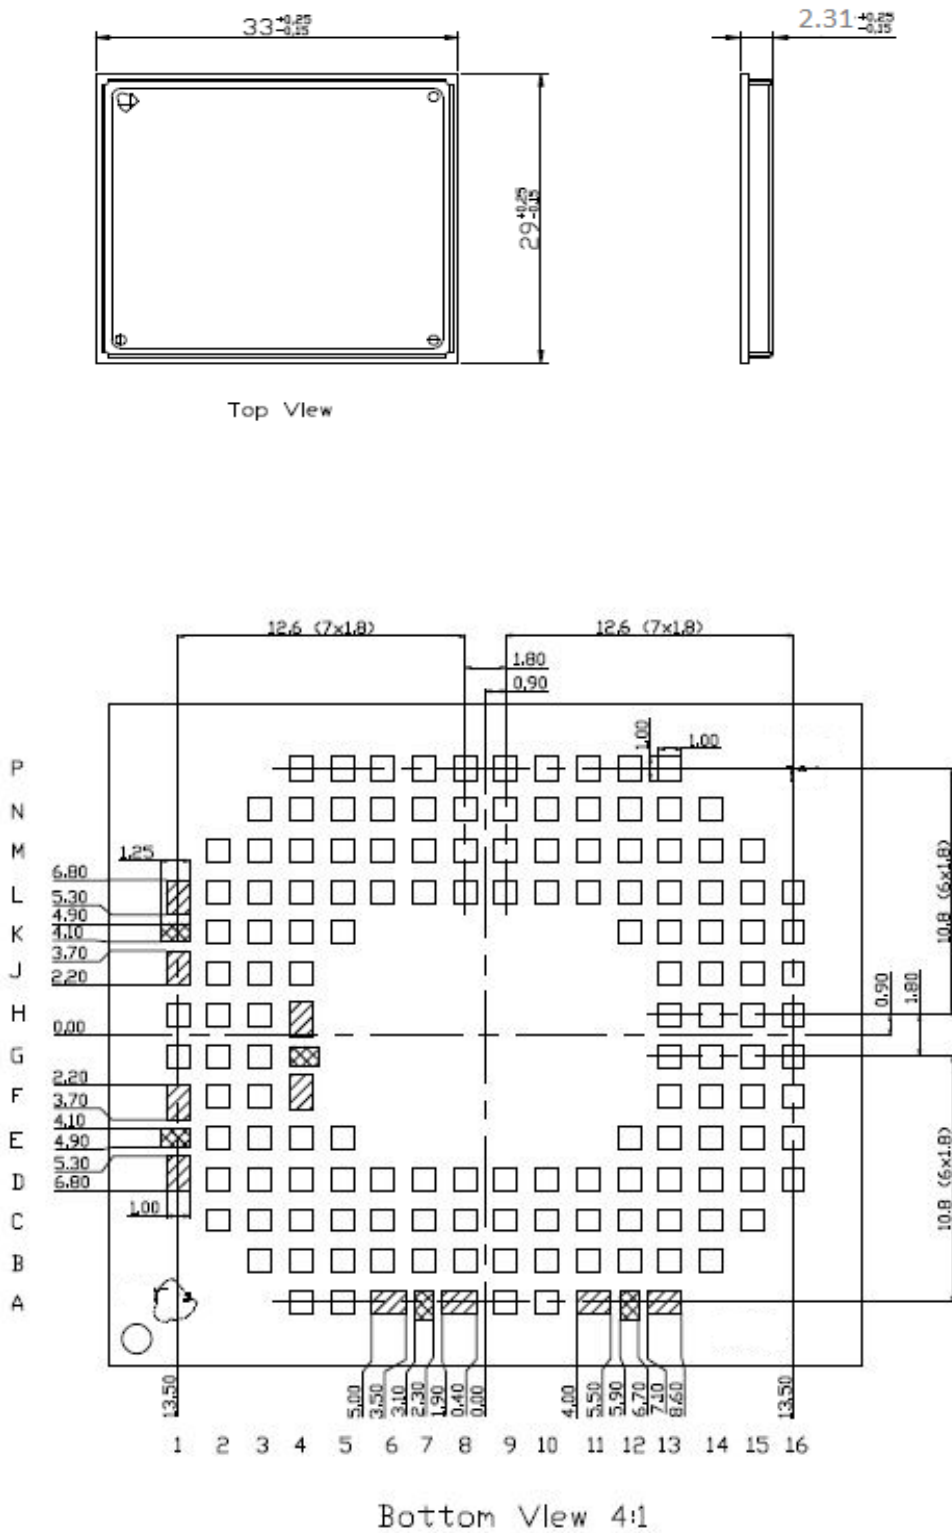 33 +0,25 -0,15
2.31 +0,25 -0,15
29 +0,25 -0,15
Top View
12,6 (7x1,8)
12,6 (7x1,8)
1,80
0,90
1,00
1,00
P
N
M
1,25
6,80
L
5,30
4,90
K
4,10
3,70
J
2,20
H
0,00
G
2,20
F
3,70
4,10
E
4,90
5,30
D
6,80
1,00
C
B
A
10,8 (6x1,8)
0,90
1,80
10,8 (6x1,8)
13,50
5,00
3,50
3,10
2,30
1,90
0,40
0,00
4,00
5,50
5,90
6,70
7,10
8,60
13,50
1 2 3 4 5 6 7 8 9 10 11 12 13 14 15 16
Bottom View 4:1